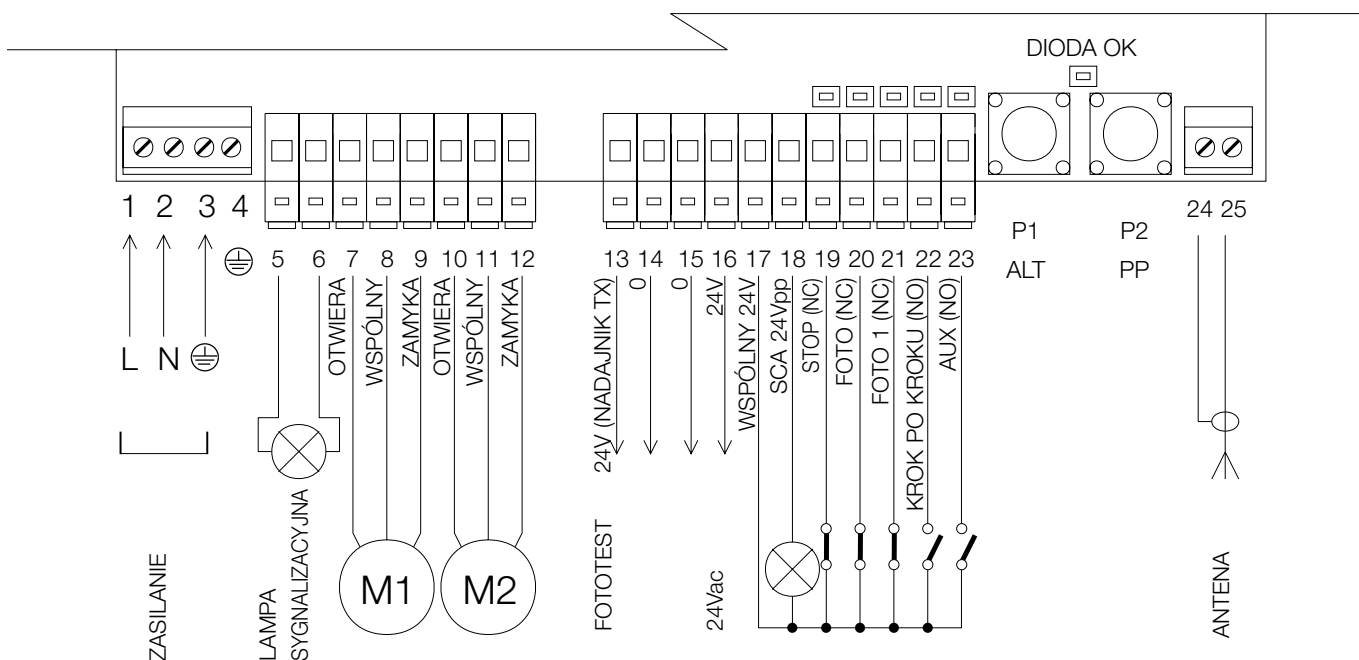 DIODA OK
1 2 3 4
5 6 7 8 9 10 11 12
13 14 15 16 17 18 19 20 21 22 23
24 25
P1
ALT
P2
PP
L N
OTWIERA
WSPÓLNY
ZAMYKA
OTWIERA
WSPÓLNY
ZAMYKA
24V (NADAJNIK TX)
0
0
24V
WSPÓLNY 24V
SCA 24Vpp
STOP (NC)
FOTO (NC)
FOTO 1 (NC)
KROK PO KROKU (NO)
AUX (NO)
M1
M2
ZASILANIE
LAMPA
SYGNALIZACYJNA
FOTOTEST
24Vac
ANTENA